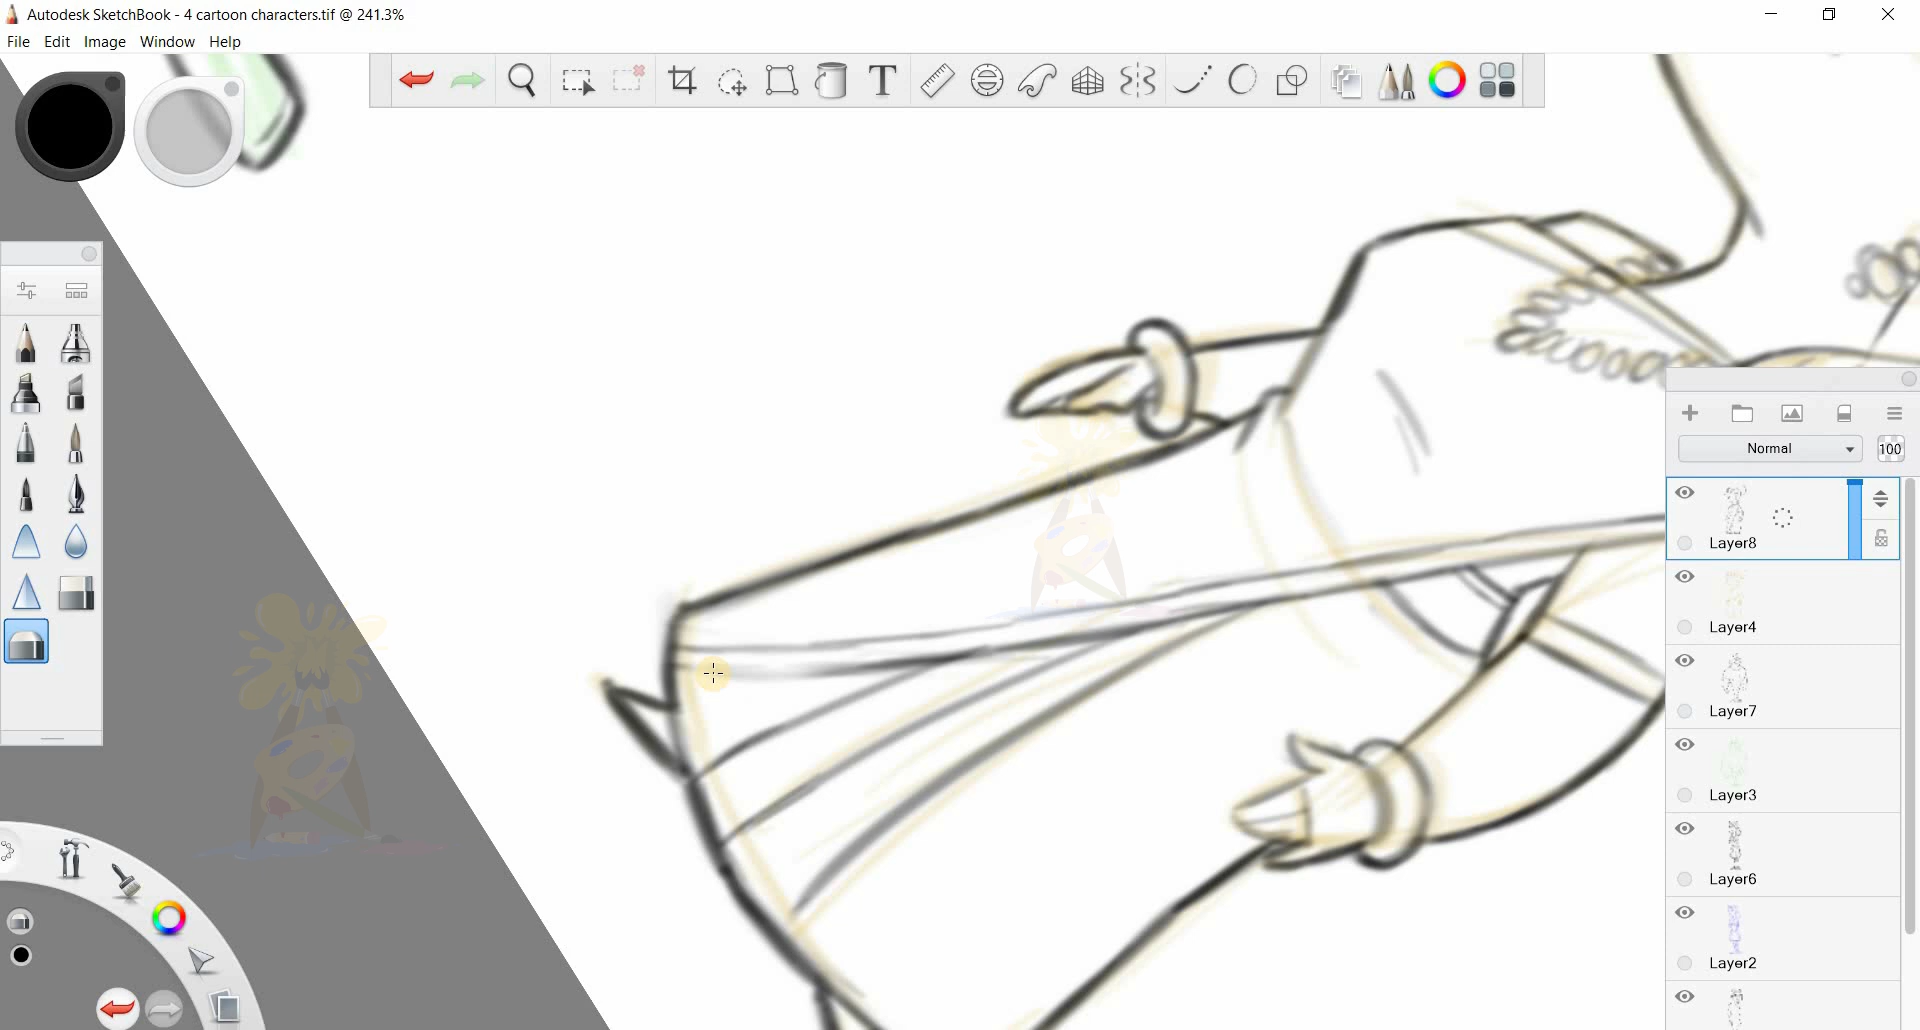 Autodesk SketchBook - 4 cartoon characters.tif @ 241.3%
File Edit Image Window Help
T
Normal 100
Layer8
Layer4
Layer7
Layer3
Layer6
Layer2